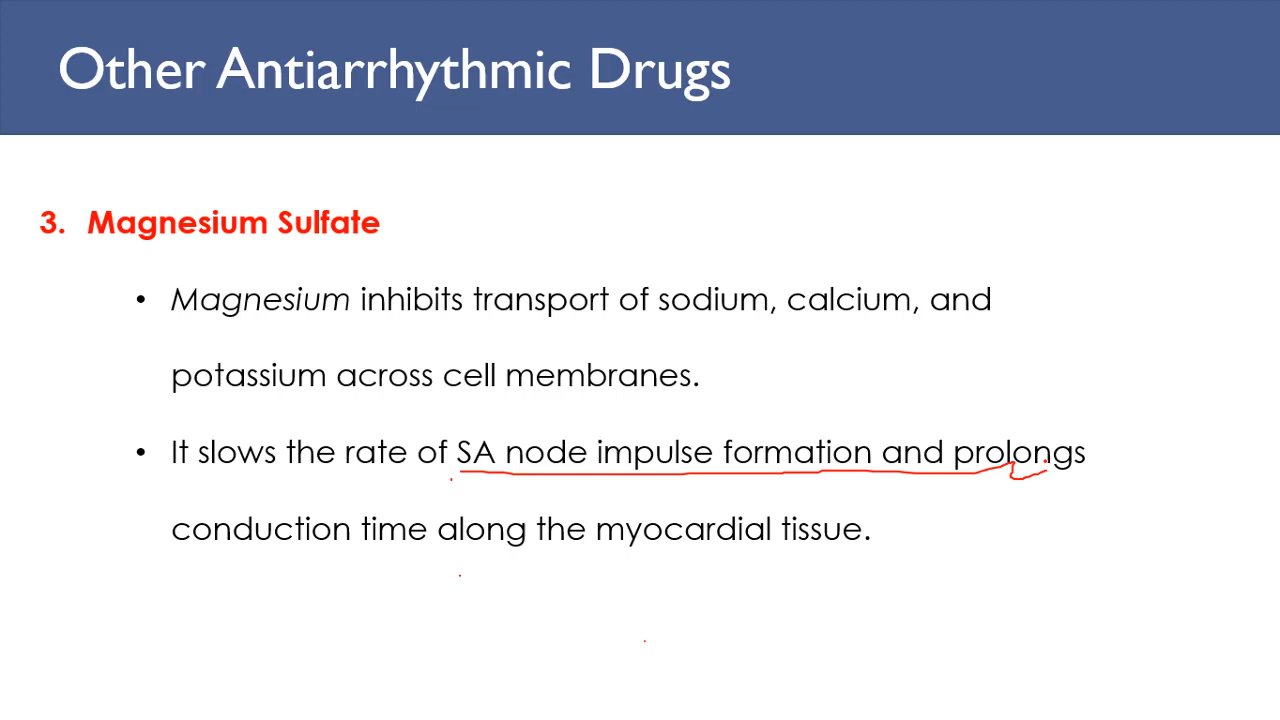 Other Antiarrhythmic Drugs
3. Magnesium Sulfate
• Magnesium inhibits transport of sodium, calcium, and
potassium across cell membranes.
• It slows the rate of SA node impulse formation and prolongs
conduction time along the myocardial tissue.